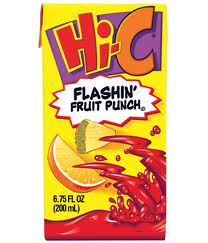 Hi-C
FLASHIN'
FRUIT PUNCH®
6.75 FL OZ
(200 mL)